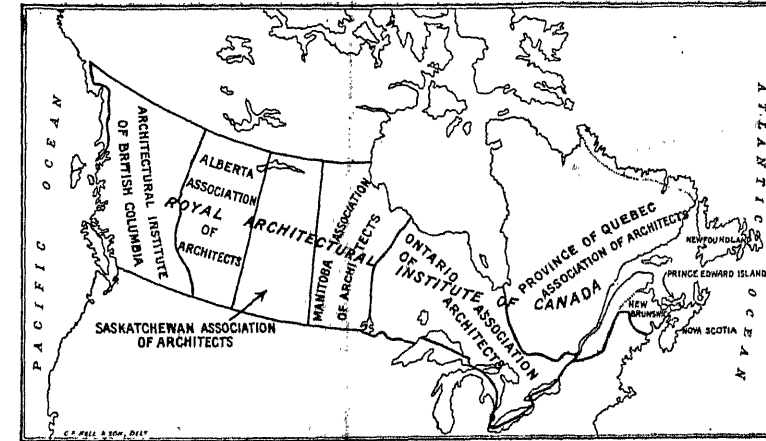 PACIFIC OCEAN
ARCHITECTURAL INSTITUTE
OF BRITISH COLUMBIA
ALBERTA
ASSOCIATION
OF
ARCHITECTS
SASKATCHEWAN ASSOCIATION
OF ARCHITECTS
MANITOBA ASSOCIATION
OF ARCHITECTS
ROYAL ARCHITECTURAL INSTITUTE OF CANADA
ONTARIO
ASSOCIATION
OF
ARCHITECTS
PROVINCE OF QUEBEC
ASSOCIATION OF ARCHITECTS
NEWFOUNDLAND
PRINCE EDWARD ISLAND
NEW
BRUNSWICK
NOVA SCOTIA
ATLANTIC OCEAN
& SON, DELT